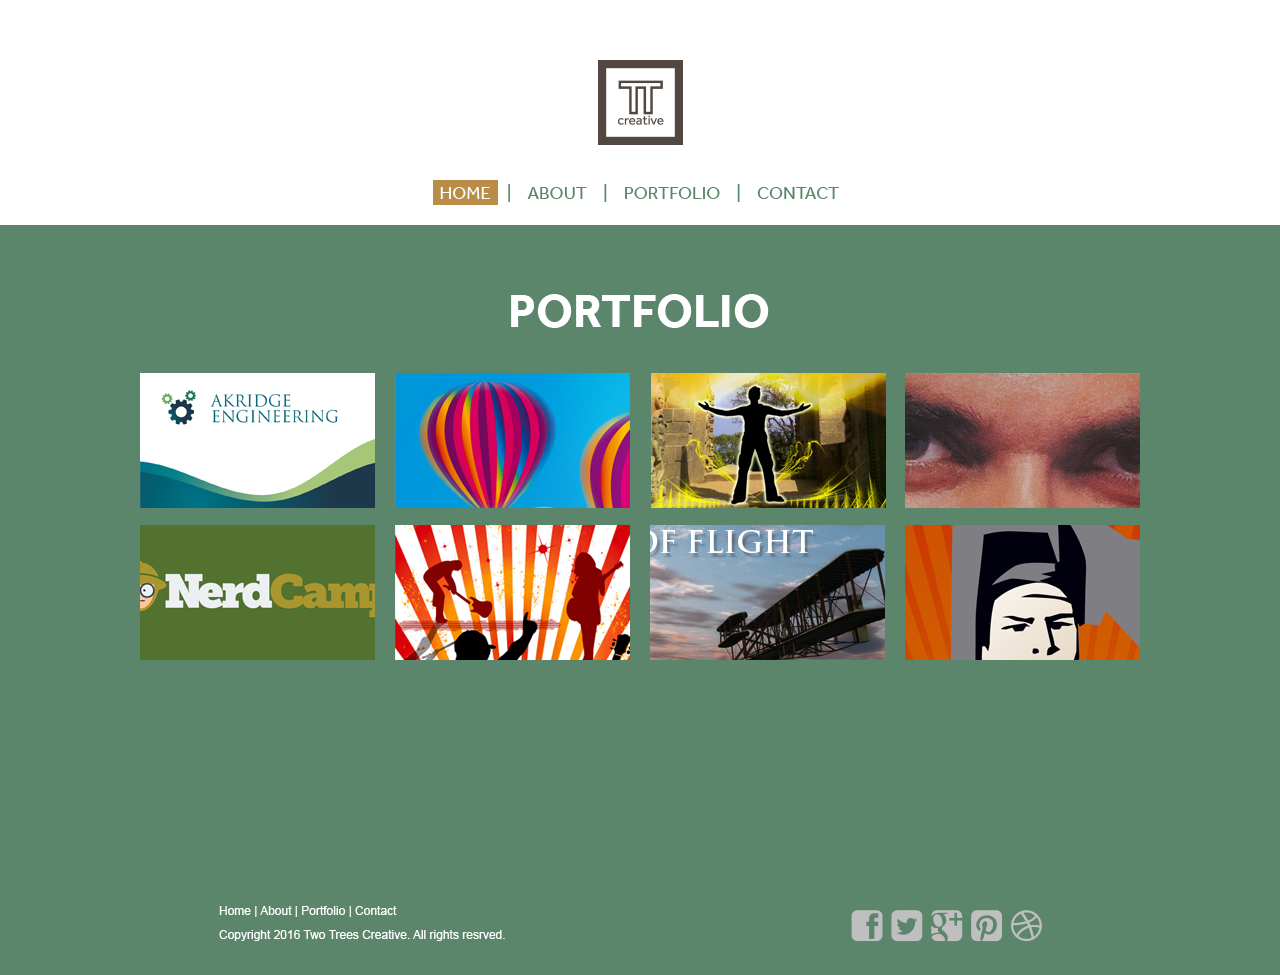 TT
creative
HOME | ABOUT | PORTFOLIO | CONTACT
PORTFOLIO
AKRIDGE
ENGINEERING
NerdCamp
OF FLIGHT
Home | About | Portfolio | Contact
Copyright 2016 Two Trees Creative. All rights resrved.